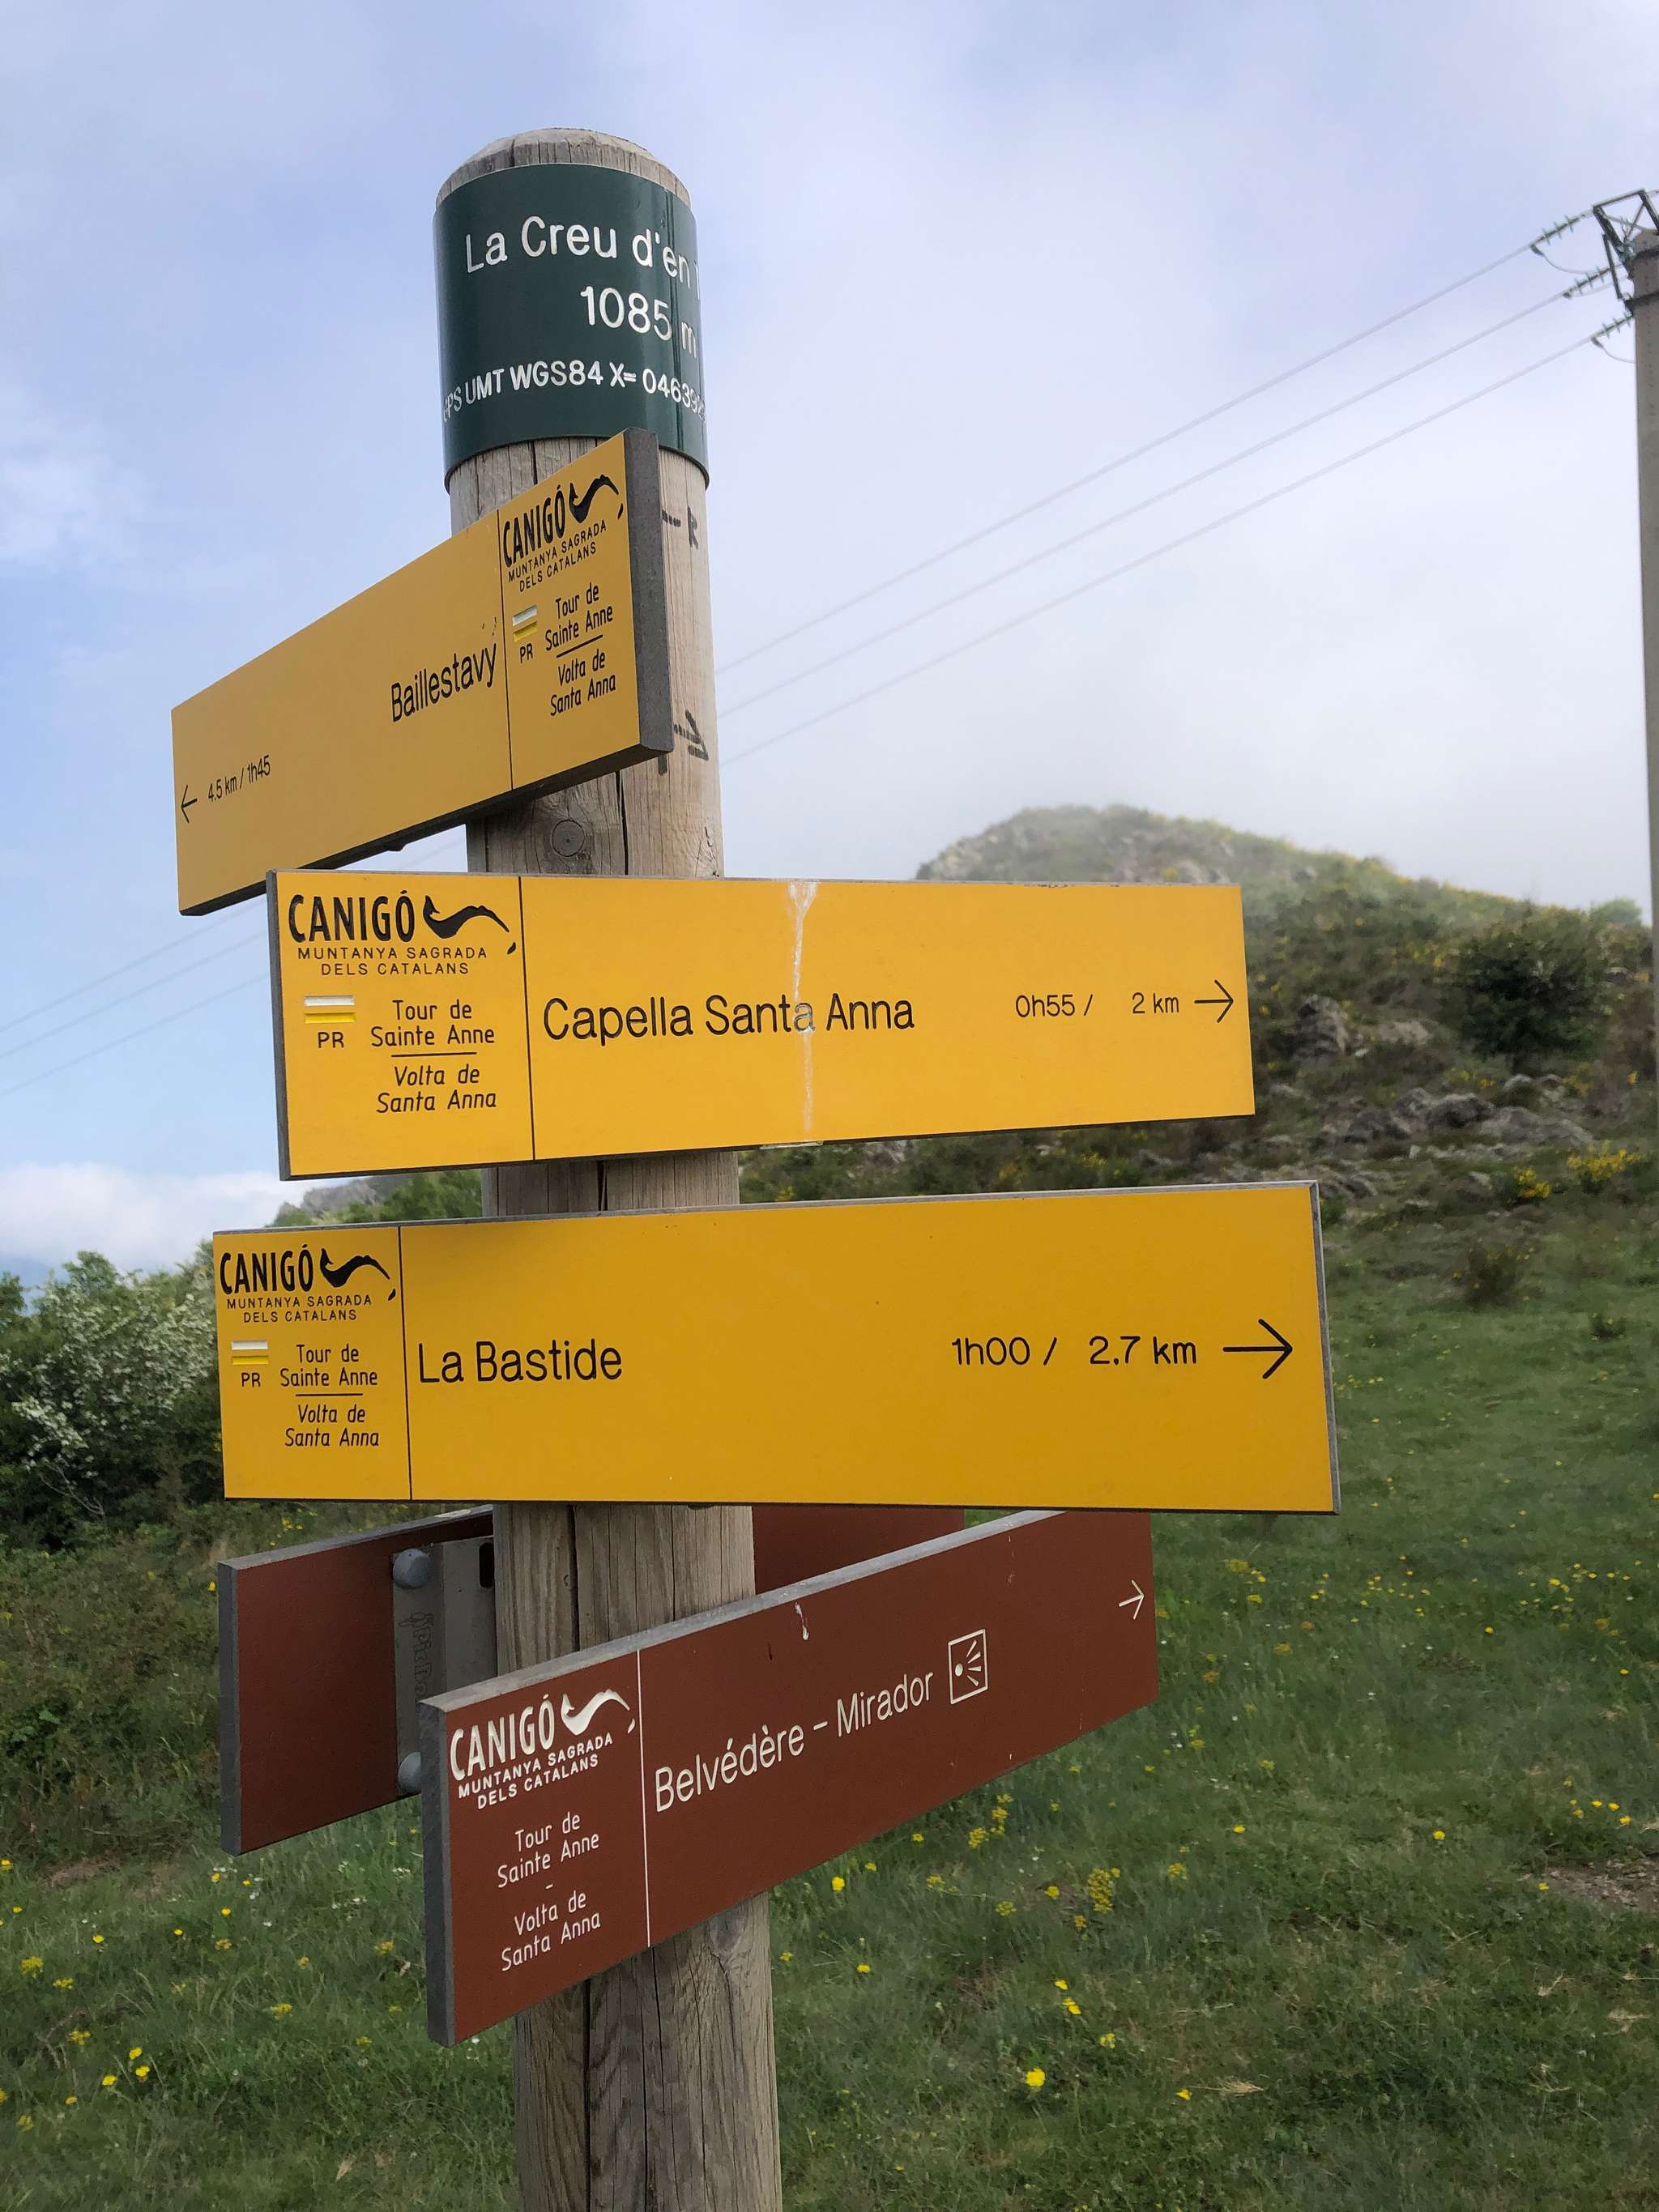 La Creu d'en
1085 m
UMT WGS84 X= 04639
CANIGÓ
MUNTANYA SAGRADA
DELS CATALANS
Tour de
Sainte Anne
PR
Volta de
Santa Anna
Baillestavy
← 4.5 km / 1h45
CANIGÓ
MUNTANYA SAGRADA
DELS CATALANS
Tour de
PR Sainte Anne
Volta de
Santa Anna
Capella Santa Anna 0h55 / 2 km →
CANIGÓ
MUNTANYA SAGRADA
DELS CATALANS
Tour de
PR Sainte Anne
Volta de
Santa Anna
La Bastide 1h00 / 2.7 km →
CANIGÓ
MUNTANYA SAGRADA
DELS CATALANS
Tour de
Sainte Anne
-
Volta de
Santa Anna
Belvédère - Mirador →